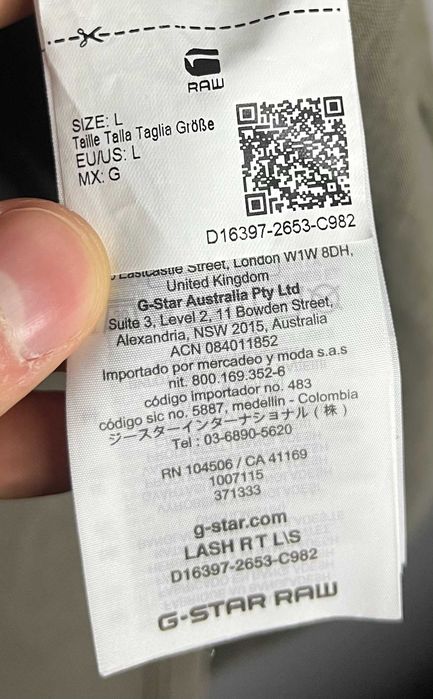 RAW
SIZE: L
Taille Talla Taglia Größe
EU/US: L
MX: G
D16397-2653-C982
Eastcastle Street, London W1W 8DH,
United Kingdom
G-Star Australia Pty Ltd
Suite 3, Level 2, 11 Bowden Street,
Alexandria, NSW 2015, Australia
ACN 084011852
Importado por mercadeo y moda s.a.s
nit. 800.169.352-6
código importador no. 483
código sic no. 5887, medellin - Colombia
ジースターインターナショナル(株)
Tel : 03-6890-5620
RN 104506 / CA 41169
1007115
371333
g-star.com
LASH R T L\S
D16397-2653-C982
G-STAR RAW